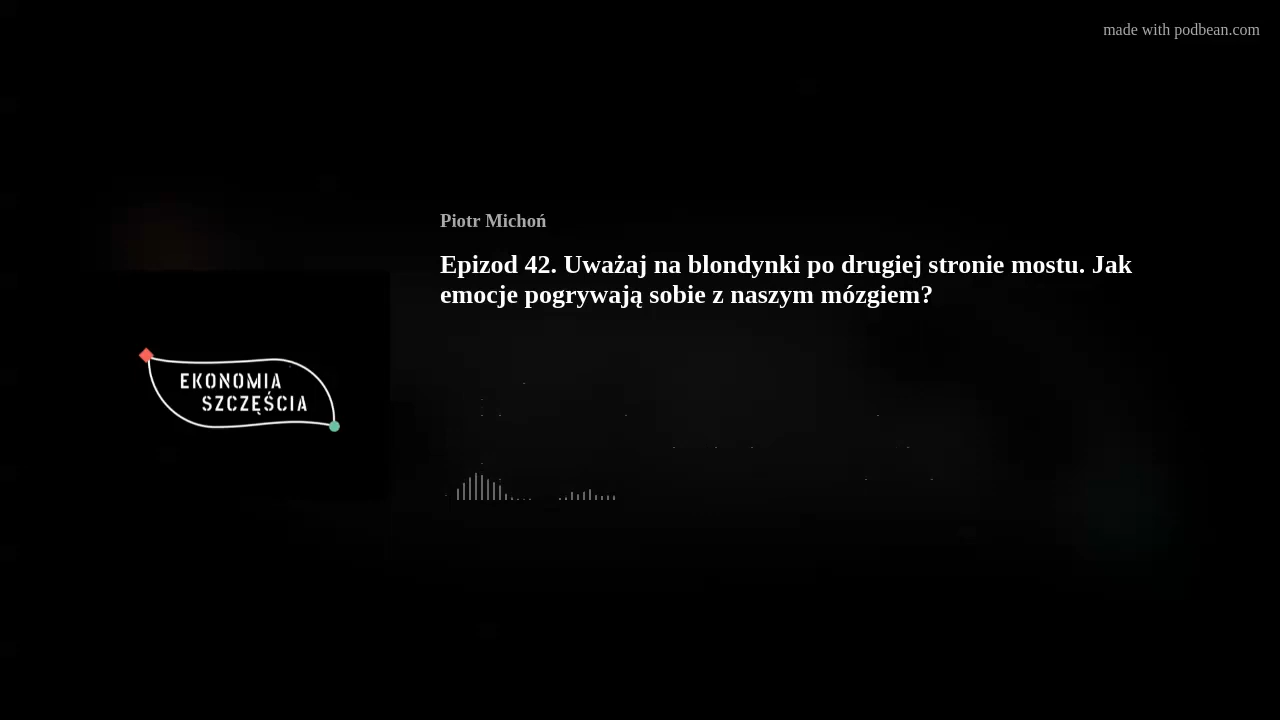 made with podbean.com
Piotr Michoń
Epizod 42. Uważaj na blondynki po drugiej stronie mostu. Jak
emocje pogrywają sobie z naszym mózgiem?
EKONOMIA
SZCZĘŚCIA